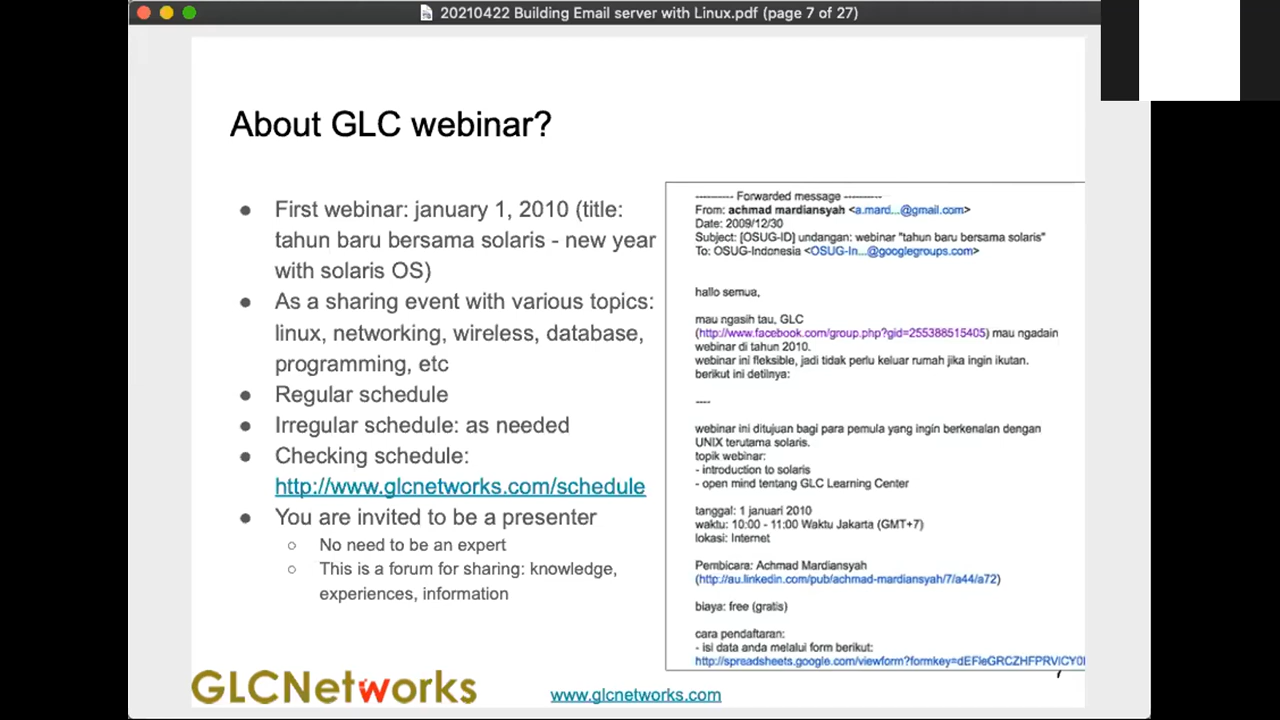 20210422 Building Email server with Linux.pdf (page 7 of 27)
About GLC webinar?
● First webinar: january 1, 2010 (title:
tahun baru bersama solaris - new year
with solaris OS)
● As a sharing event with various topics:
linux, networking, wireless, database,
programming, etc
● Regular schedule
● Irregular schedule: as needed
● Checking schedule:
http://www.glcnetworks.com/schedule
● You are invited to be a presenter
○ No need to be an expert
○ This is a forum for sharing: knowledge,
experiences, information
---------- Forwarded message ----------
From: achmad mardiansyah <a.mard...@gmail.com>
Date: 2009/12/30
Subject: [OSUG-ID] undangan: webinar "tahun baru bersama solaris"
To: OSUG-Indonesia <OSUG-In...@googlegroups.com>
hallo semua,
mau ngasih tau, GLC
(http://www.facebook.com/group.php?gid=255388515405) mau ngadain
webinar di tahun 2010.
webinar ini fleksible, jadi tidak perlu keluar rumah jika ingin ikutan.
berikut ini detilnya:
----
webinar ini ditujuan bagi para pemula yang ingin berkenalan dengan
UNIX terutama solaris.
topik webinar:
- introduction to solaris
- open mind tentang GLC Learning Center
tanggal: 1 januari 2010
waktu: 10:00 - 11:00 Waktu Jakarta (GMT+7)
lokasi: Internet
Pembicara: Achmad Mardiansyah
(http://au.linkedin.com/pub/achmad-mardiansyah/7/a44/a72)
biaya: free (gratis)
cara pendaftaran:
- isi data anda melalui form berikut:
GLCNetworks
www.glcnetworks.com